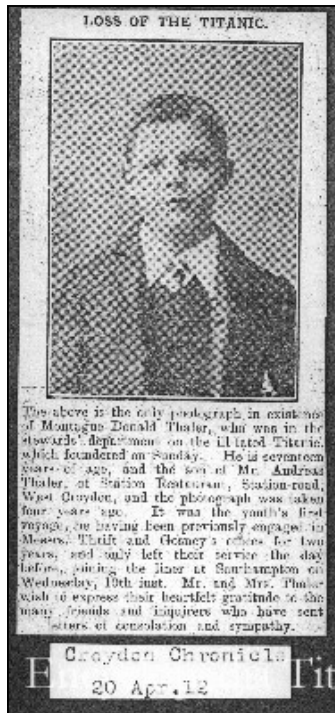 LOSS OF THE TITANIC.
The above is the only photograph in existence
of Montague Donald Thaler, who was in the
stewards' department on the ill-fated Titanic,
which foundered on Sunday. He is seventeen
years of age, and the son of Mr. Andreas
Thaler, of Station Restaurant, Station-road,
West Croydon, and the photograph was taken
four years ago. It was the youth's first
voyage, he having been previously engaged in
Messrs. Thrift and offices for two
years, and only left their service the day
before, joining the liner at Southampton on
Wednesday, 10th inst. Mr. and Mrs. Thaler
wish to express their heartfelt gratitude to the
many friends and inquirers who have sent
letters of consolation and sympathy.
Croydon Chronicle
20 Apr.12
Tit